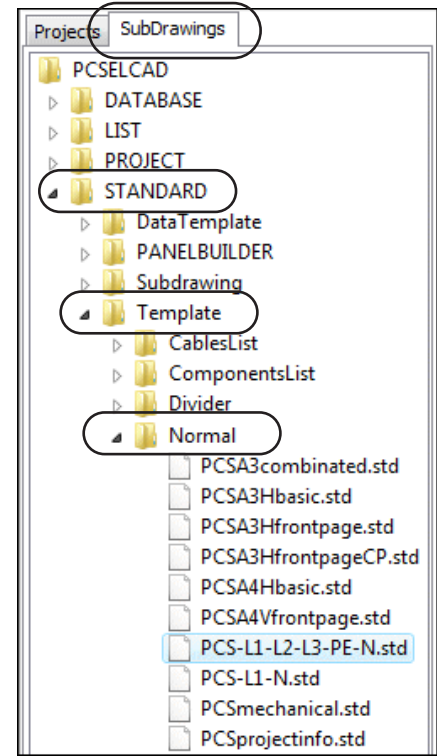 Projects SubDrawings
PCSELCAD
DATABASE
LIST
PROJECT
STANDARD
DataTemplate
PANELBUILDER
Subdrawing
Template
CablesList
ComponentsList
Divider
Normal
PCSA3combinated.std
PCSA3Hbasic.std
PCSA3Hfrontpage.std
PCSA3HfrontpageCP.std
PCSA4Hbasic.std
PCSA4Vfrontpage.std
PCS-L1-L2-L3-PE-N.std
PCS-L1-N.std
PCSmechanical.std
PCSprojectinfo.std